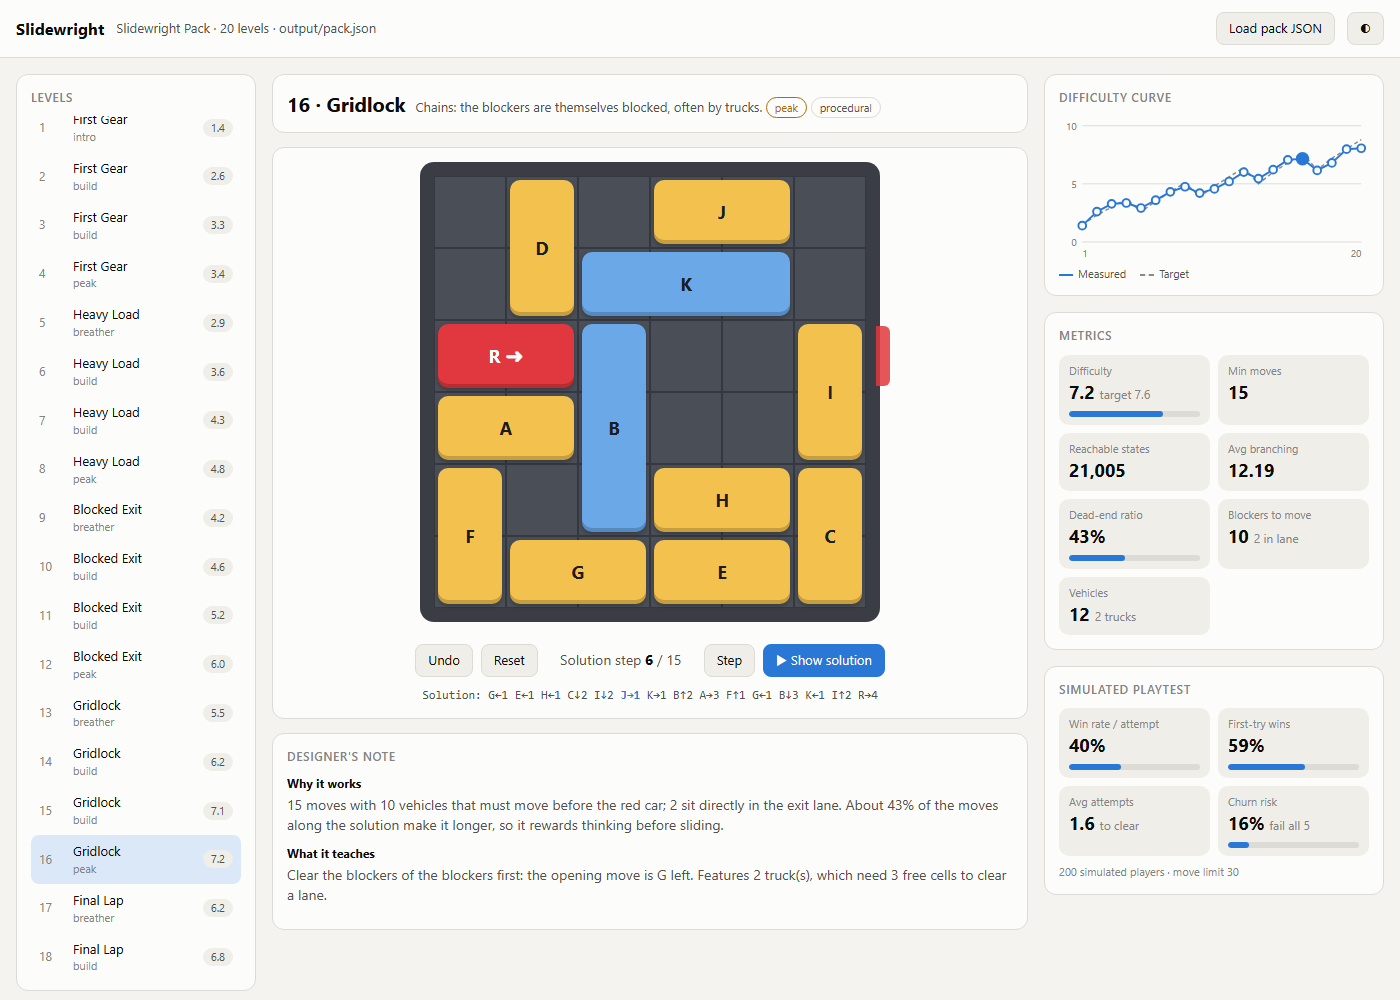 Slidewright
Slidewright Pack · 20 levels · output/pack.json
Load pack JSON
LEVELS
1 First Gear 1.4
intro
2 First Gear 2.6
build
3 First Gear 3.3
build
4 First Gear 3.4
peak
5 Heavy Load 2.9
breather
6 Heavy Load 3.6
build
7 Heavy Load 4.3
build
8 Heavy Load 4.8
peak
9 Blocked Exit 4.2
breather
10 Blocked Exit 4.6
build
11 Blocked Exit 5.2
build
12 Blocked Exit 6.0
peak
13 Gridlock 5.5
breather
14 Gridlock 6.2
build
15 Gridlock 7.1
build
16 Gridlock 7.2
peak
17 Final Lap 6.2
breather
18 Final Lap 6.8
build
16 · Gridlock Chains: the blockers are themselves blocked, often by trucks. peak procedural
J
D
K
R ➜
I
A
B
H
F
C
G
E
Undo Reset Solution step 6 / 15 Step ▶ Show solution
Solution: G←1 E←1 H←1 C↓2 I↓2 J→1 K→1 B↑2 A→3 F↑1 G←1 B↓3 K←1 I↑2 R→4
DESIGNER'S NOTE
Why it works
15 moves with 10 vehicles that must move before the red car; 2 sit directly in the exit lane. About 43% of the moves
along the solution make it longer, so it rewards thinking before sliding.
What it teaches
Clear the blockers of the blockers first: the opening move is G left. Features 2 truck(s), which need 3 free cells to clear
a lane.
DIFFICULTY CURVE
10
5
0
1 20
Measured Target
METRICS
Difficulty
7.2 target 7.6
Min moves
15
Reachable states
21,005
Avg branching
12.19
Dead-end ratio
43%
Blockers to move
10 2 in lane
Vehicles
12 2 trucks
SIMULATED PLAYTEST
Win rate / attempt
40%
First-try wins
59%
Avg attempts
1.6 to clear
Churn risk
16% fail all 5
200 simulated players · move limit 30